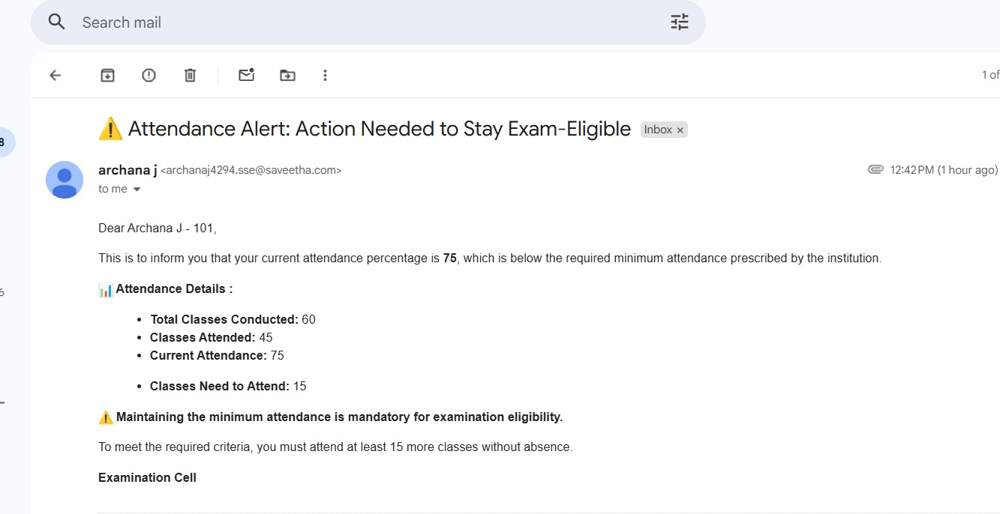 Search mail
1 of
⚠️ Attendance Alert: Action Needed to Stay Exam-Eligible Inbox ×
8
archana j <archanaj4294.sse@saveetha.com> 12:42 PM (1 hour ago)
to me
Dear Archana J - 101,
This is to inform you that your current attendance percentage is 75, which is below the required minimum attendance prescribed by the institution.
📊 Attendance Details :
6
• Total Classes Conducted: 60
• Classes Attended: 45
• Current Attendance: 75
• Classes Need to Attend: 15
⚠️ Maintaining the minimum attendance is mandatory for examination eligibility.
To meet the required criteria, you must attend at least 15 more classes without absence.
Examination Cell